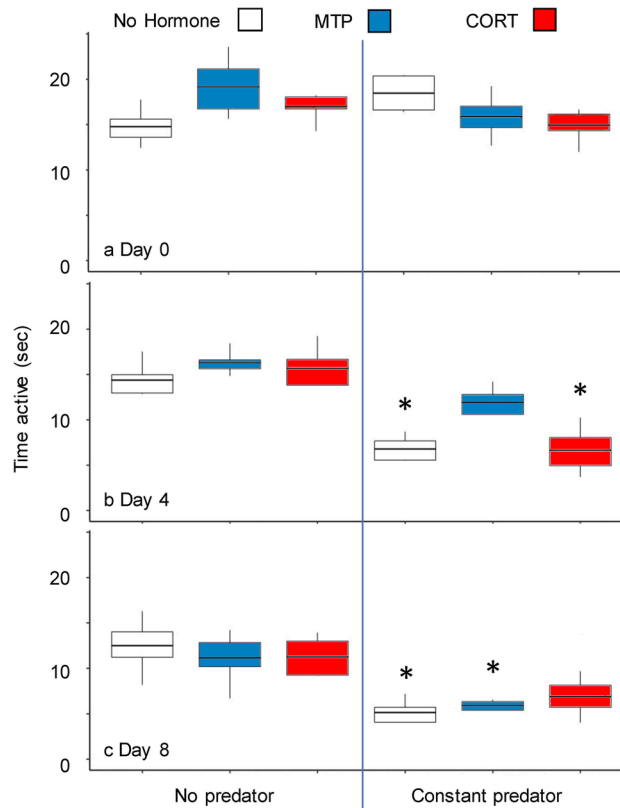 No Hormone MTP CORT
20
10
0
a Day 0
Time active (sec)
20
10
0
*
*
b Day 4
20
10
0
*
*
c Day 8
No predator Constant predator